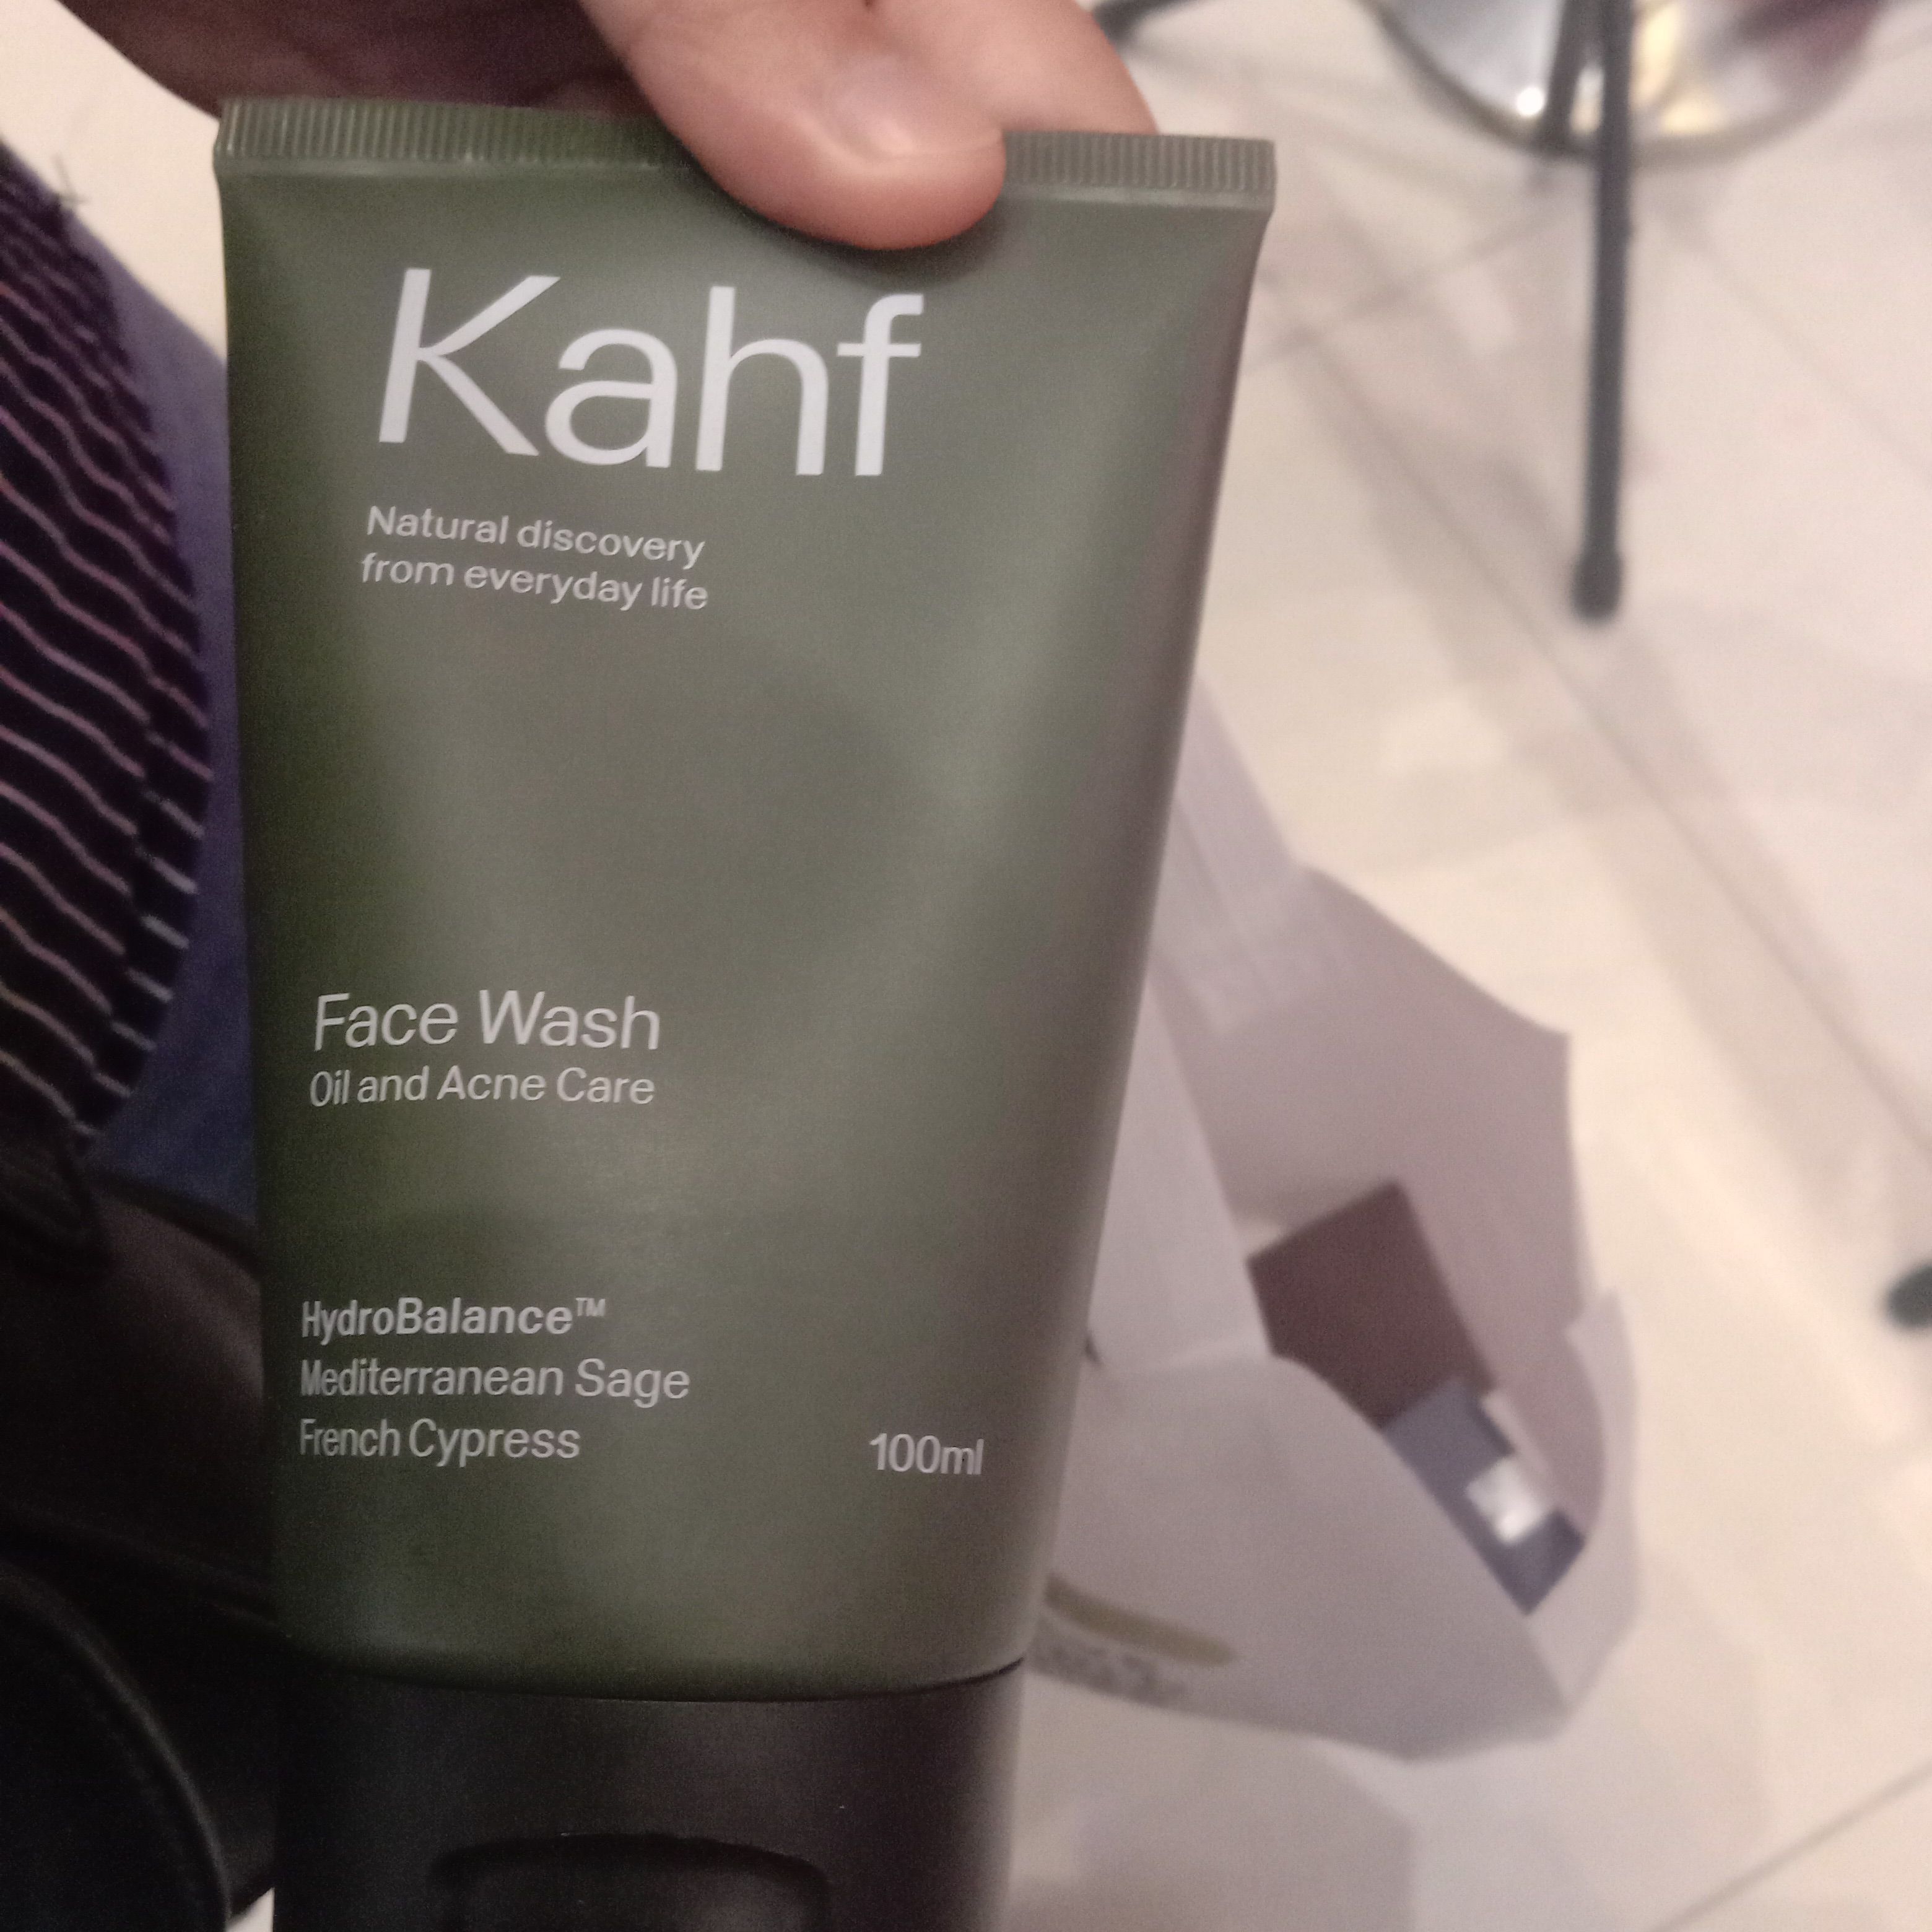 Kahf
Natural discovery
from everyday life
Face Wash
Oil and Acne Care
HydroBalance™
Mediterranean Sage
French Cypress
100ml